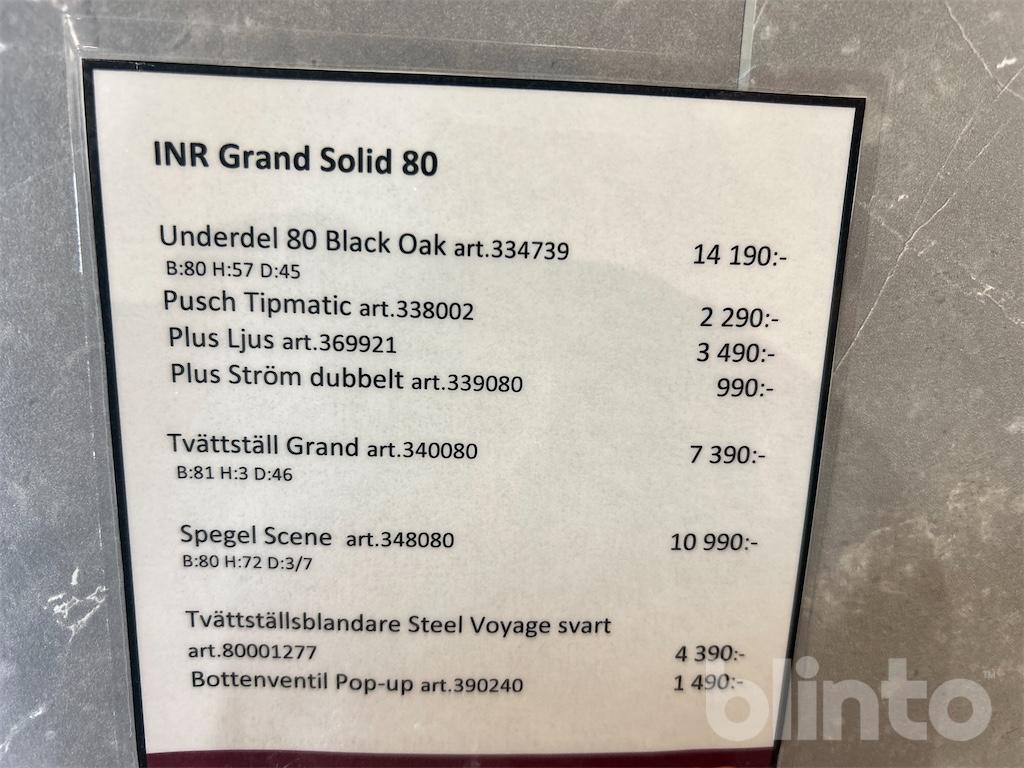 INR Grand Solid 80
Underdel 80 Black Oak art.334739 14 190:-
B:80 H:57 D:45
Pusch Tipmatic art.338002 2 290:-
Plus Ljus art.369921 3 490:-
Plus Ström dubbelt art.339080 990:-
Tvättställ Grand art.340080 7 390:-
B:81 H:3 D:46
Spegel Scene art.348080 10 990:-
B:80 H:72 D:3/7
Tvättställsblandare Steel Voyage svart
art.80001277 4 390:-
Bottenventil Pop-up art.390240 1 490:-
blinto™